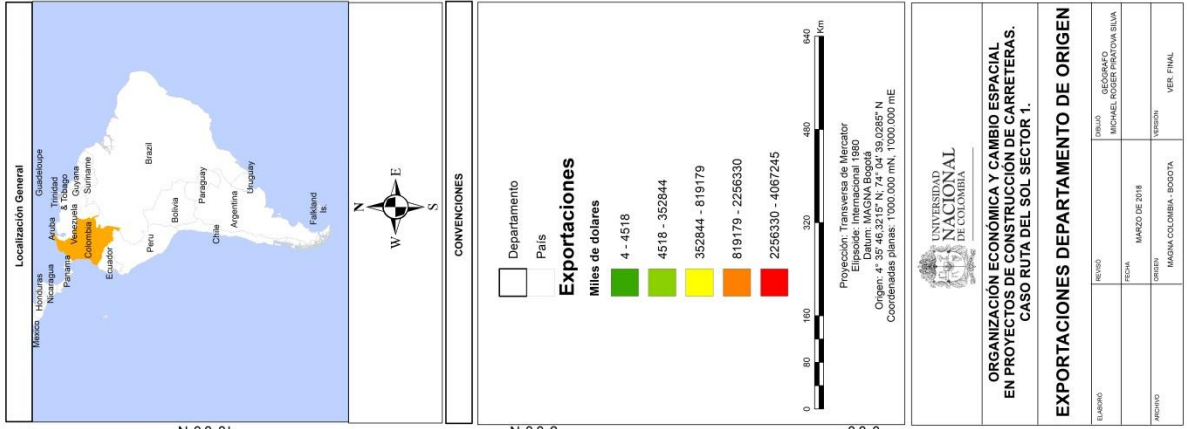 Localización General
Mexico
Honduras
Nicaragua
Panama
Aruba
Guadeloupe
Trinidad
& Tobago
Venezuela
Guyana
Suriname
Colombia
Ecuador
Peru
Brazil
Bolivia
Paraguay
Chile
Argentina
Uruguay
Falkland
Is.
N
W
E
S
CONVENCIONES
Departamento
País
Exportaciones
Miles de dolares
4 - 4518
4518 - 352844
352844 - 819179
819179 - 2256330
2256330 - 4067245
0 80 160 320 480 640
Km
Proyección: Transversa de Mercator
Elipsoide: Internacional 1980
Datum: MAGNA Bogotá
Origen: 4° 35' 46,3215" N; 74° 04' 39,0285" N
Coordenadas planas: 1'000.000 mN, 1'000.000 mE
UNIVERSIDAD
NACIONAL
DE COLOMBIA
ORGANIZACIÓN ECONÓMICA Y CAMBIO ESPACIAL
EN PROYECTOS DE CONSTRUCCIÓN DE CARRETERAS.
CASO RUTA DEL SOL SECTOR 1.
EXPORTACIONES DEPARTAMENTO DE ORIGEN
ELABORÓ
REVISÓ
DIBUJÓ
GEÓGRAFO
MICHAEL ROGER PIRATOVA SILVA
FECHA
MARZO DE 2018
ARCHIVO
ORIGEN
MAGNA COLOMBIA - BOGOTA
VERSIÓN
VER. FINAL